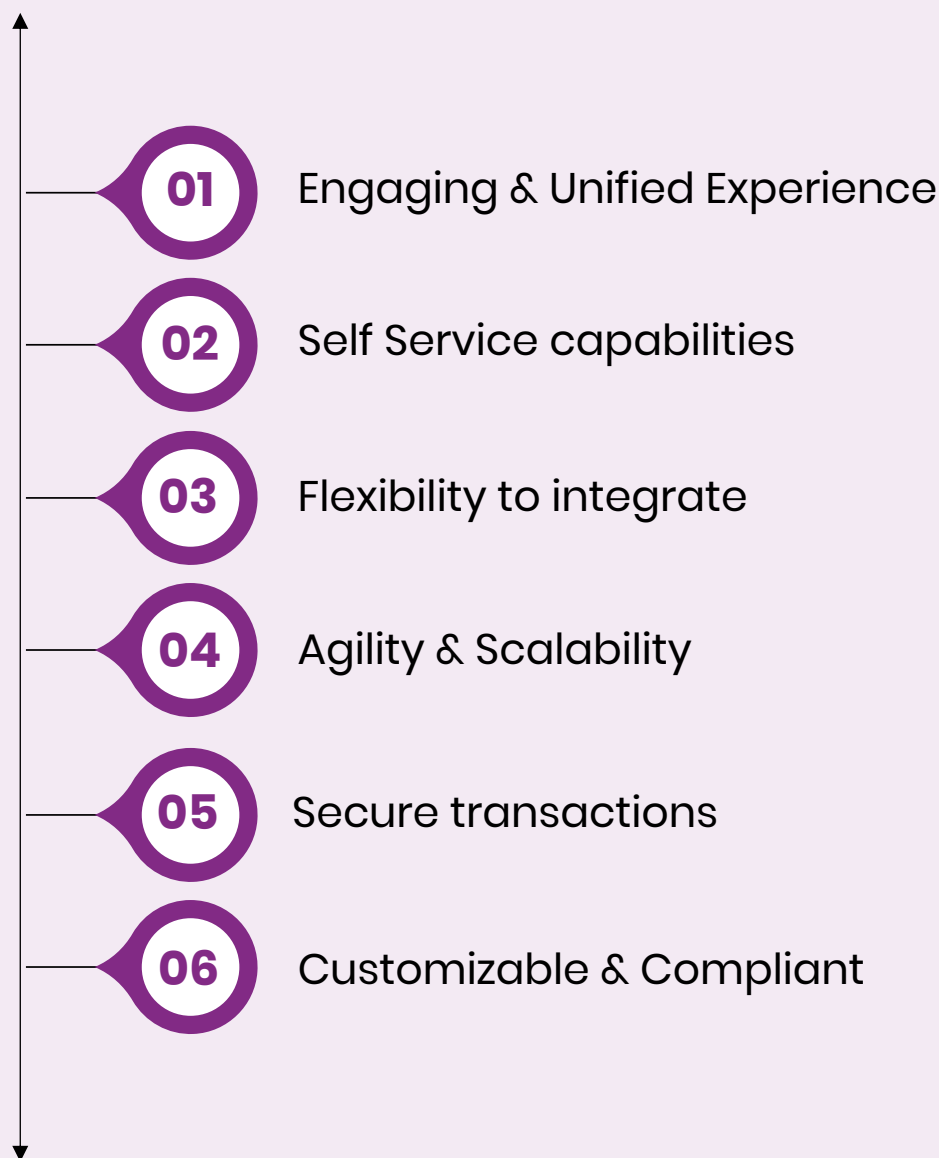 01 Engaging & Unified Experience
02 Self Service capabilities
03 Flexibility to integrate
04 Agility & Scalability
05 Secure transactions
06 Customizable & Compliant